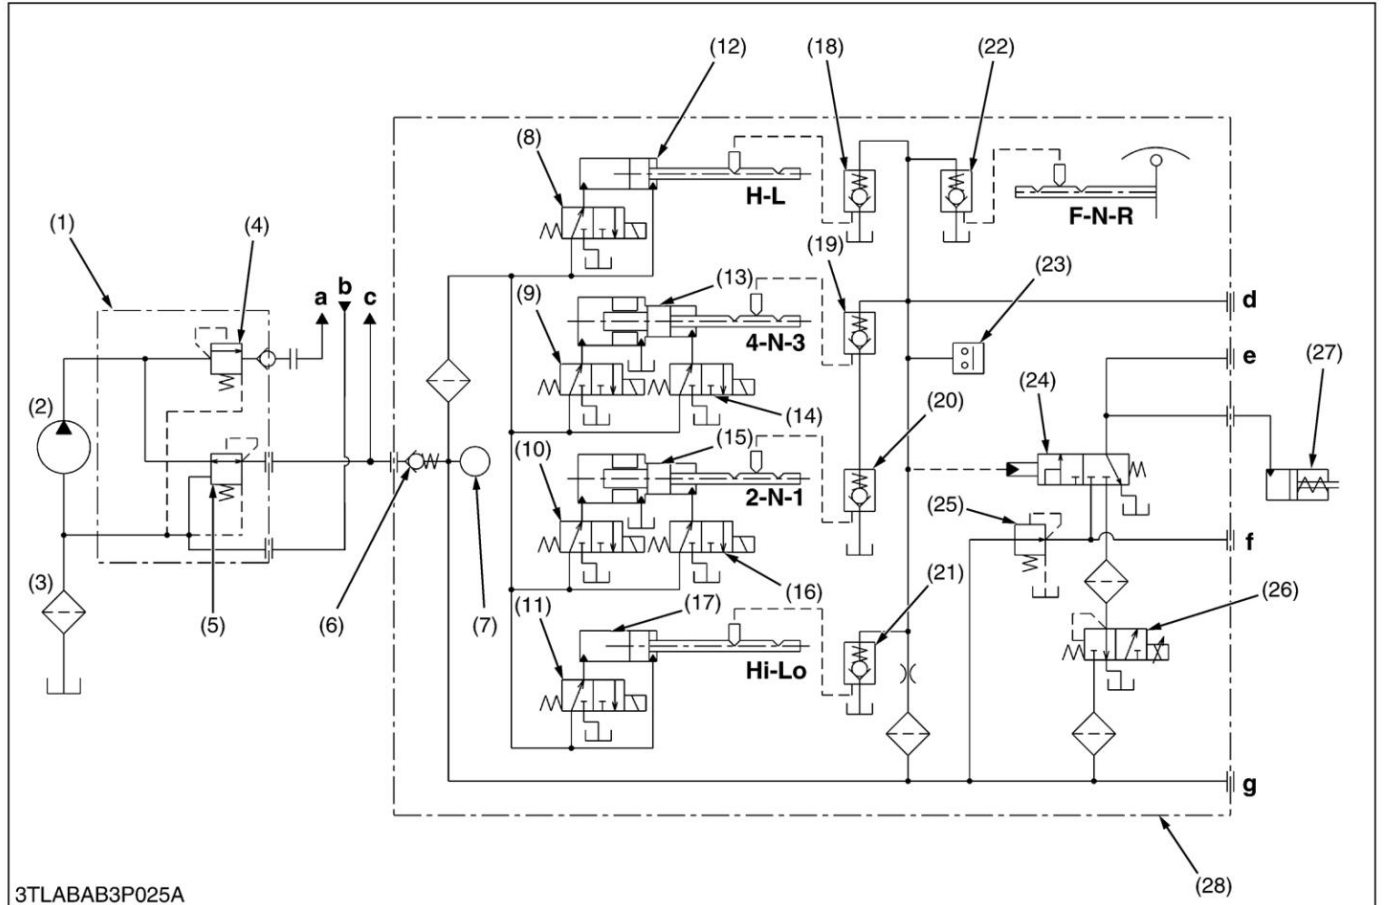 (12)
(18)
(22)
(8)
H-L
F-N-R
(1)
(4)
(19)
(23)
a
b
c
(9)
(13)
d
4-N-3
e
(27)
(24)
(2)
(14)
(20)
(10)
(15)
2-N-1
(25)
f
(3)
(5)
(6)
(7)
(16)
(21)
(26)
(11)
(17)
Hi-Lo
g
(28)
3TLABAB3P025A